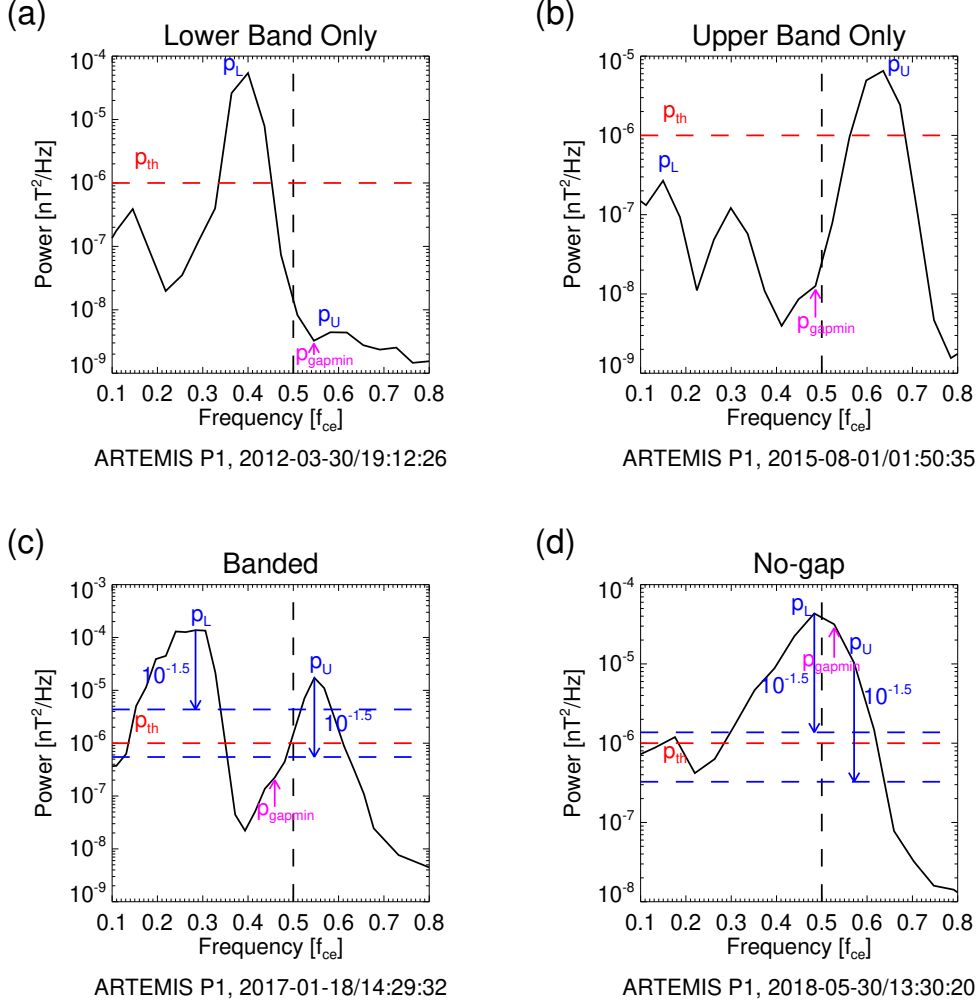 (a)
Lower Band Only
10^-4
10^-5
10^-6
10^-7
10^-8
10^-9
Power [nT^2/Hz]
p_L
p_th
p_U
p_gapmin
0.1 0.2 0.3 0.4 0.5 0.6 0.7 0.8
Frequency [f_ce]
ARTEMIS P1, 2012-03-30/19:12:26
(b)
Upper Band Only
10^-4
10^-5
10^-6
10^-7
10^-8
10^-9
Power [nT^2/Hz]
p_U
p_th
p_L
p_gapmin
0.1 0.2 0.3 0.4 0.5 0.6 0.7 0.8
Frequency [f_ce]
ARTEMIS P1, 2015-08-01/01:50:35
(c)
Banded
10^-3
10^-4
10^-5
10^-6
10^-7
10^-8
10^-9
Power [nT^2/Hz]
p_L
10^-1.5
p_U
10^-1.5
p_th
p_gapmin
0.1 0.2 0.3 0.4 0.5 0.6 0.7 0.8
Frequency [f_ce]
ARTEMIS P1, 2017-01-18/14:29:32
(d)
No-gap
10^-4
10^-5
10^-6
10^-7
10^-8
Power [nT^2/Hz]
p_L
p_U
p_gapmin
10^-1.5
10^-1.5
p_th
0.1 0.2 0.3 0.4 0.5 0.6 0.7 0.8
Frequency [f_ce]
ARTEMIS P1, 2018-05-30/13:30:20